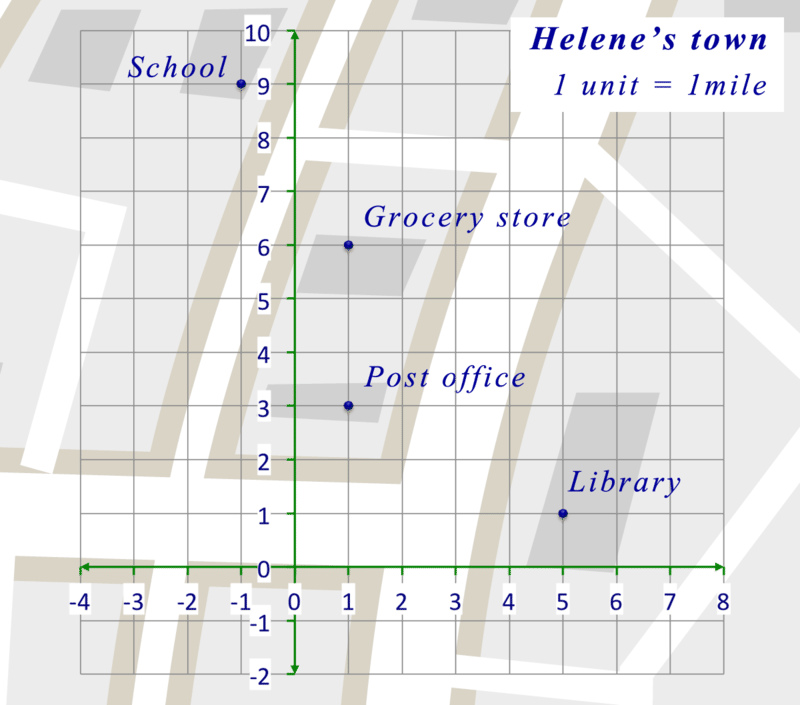 Helene's town
1 unit = 1mile
School
Grocery store
Post office
Library
10
9
8
7
6
5
4
3
2
1
0
-1
-2
-4 -3 -2 -1 0 1 2 3 4 5 6 7 8